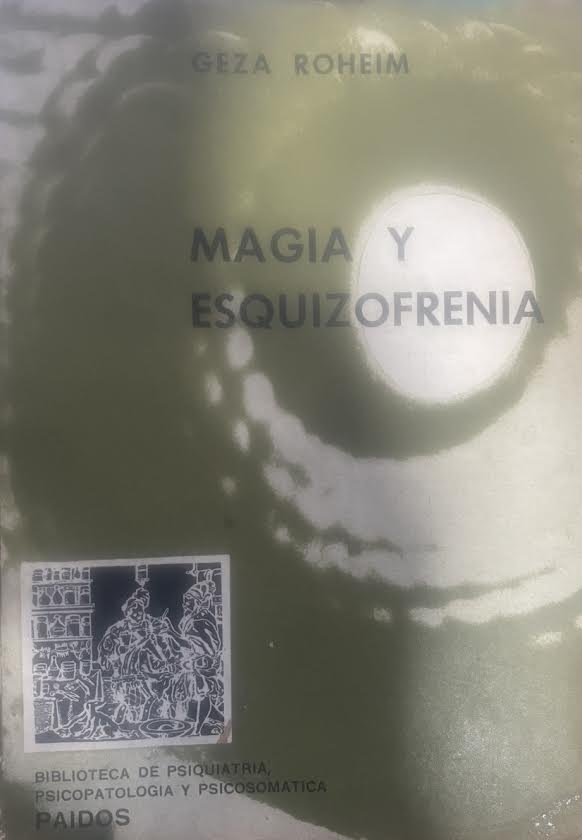 GEZA ROHEIM
MAGIA Y
ESQUIZOFRENIA
BIBLIOTECA DE PSIQUIATRIA,
PSICOPATOLOGIA Y PSICOSOMATICA
PAIDOS